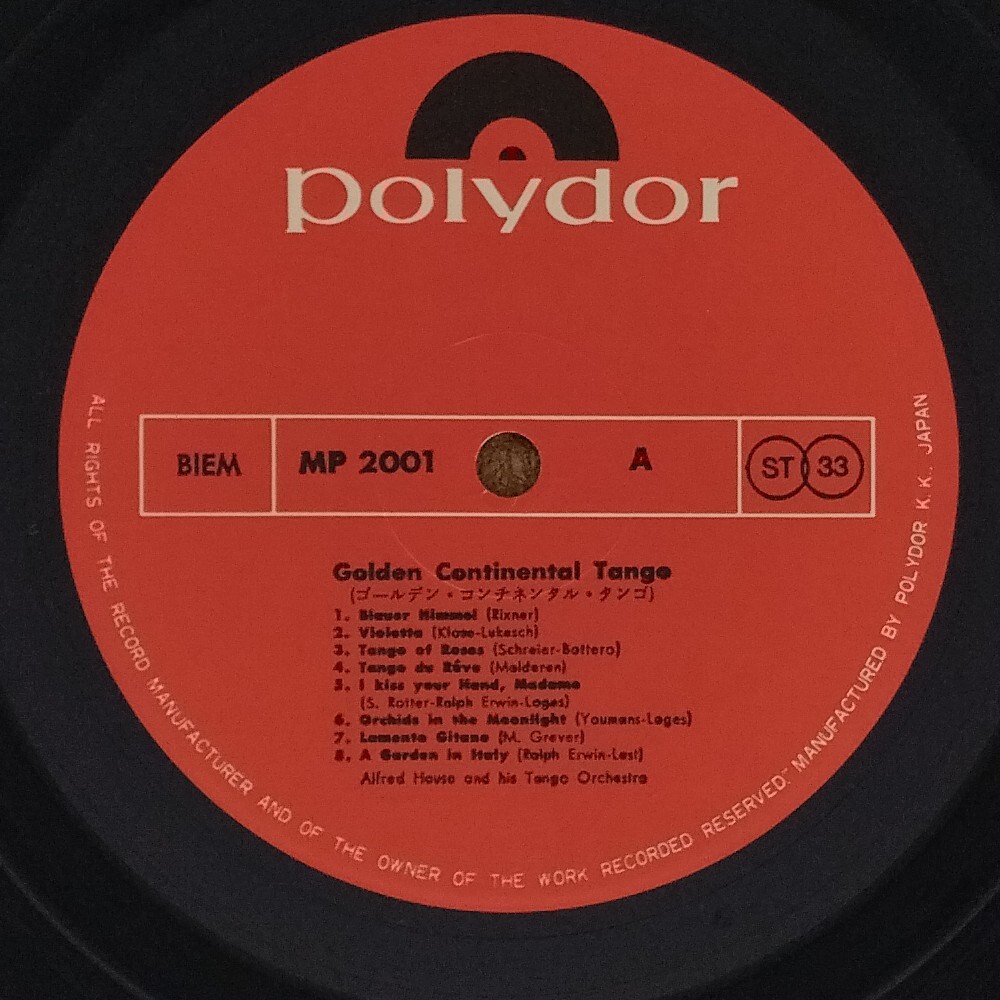 polydor
BIEM
MP 2001
A
ST 33
Golden Continental Tango
(ゴールデン・コンチネンタル・タンゴ)
1. Blauer Himmel (Rixner)
2. Violetta (Klose-Lukesch)
3. Tango of Roses (Schreier-Bottero)
4. Tango du Rêve (Malderen)
5. I kiss your Hand, Madame
(S. Rotter-Ralph Erwin-Loges)
6. Orchids in the Moonlight (Youmans-Loges)
7. Lamento Gitano (M. Grever)
8. A Garden in Italy (Ralph Erwin-Last)
Alfred Hause and his Tango Orchestra
ALL RIGHTS OF THE RECORD MANUFACTURER AND OF THE OWNER OF THE WORK RECORDED RESERVED." MANUFACTURED BY POLYDOR K.K., JAPAN